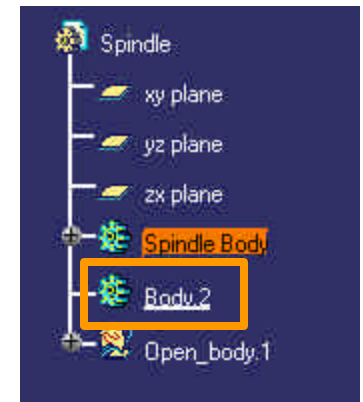 Spindle
xy plane
yz plane
zx plane
Spindle Body
Body.2
Open_body.1